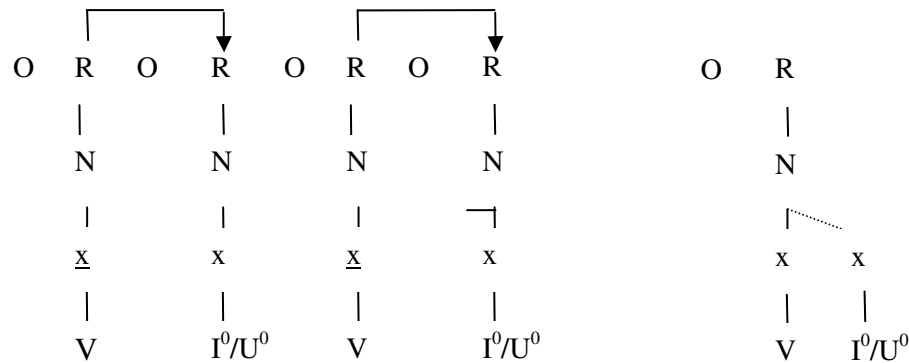 O R O R O R O R O R
N N N N N
x x x x x x
V I⁰/U⁰ V I⁰/U⁰ V I⁰/U⁰